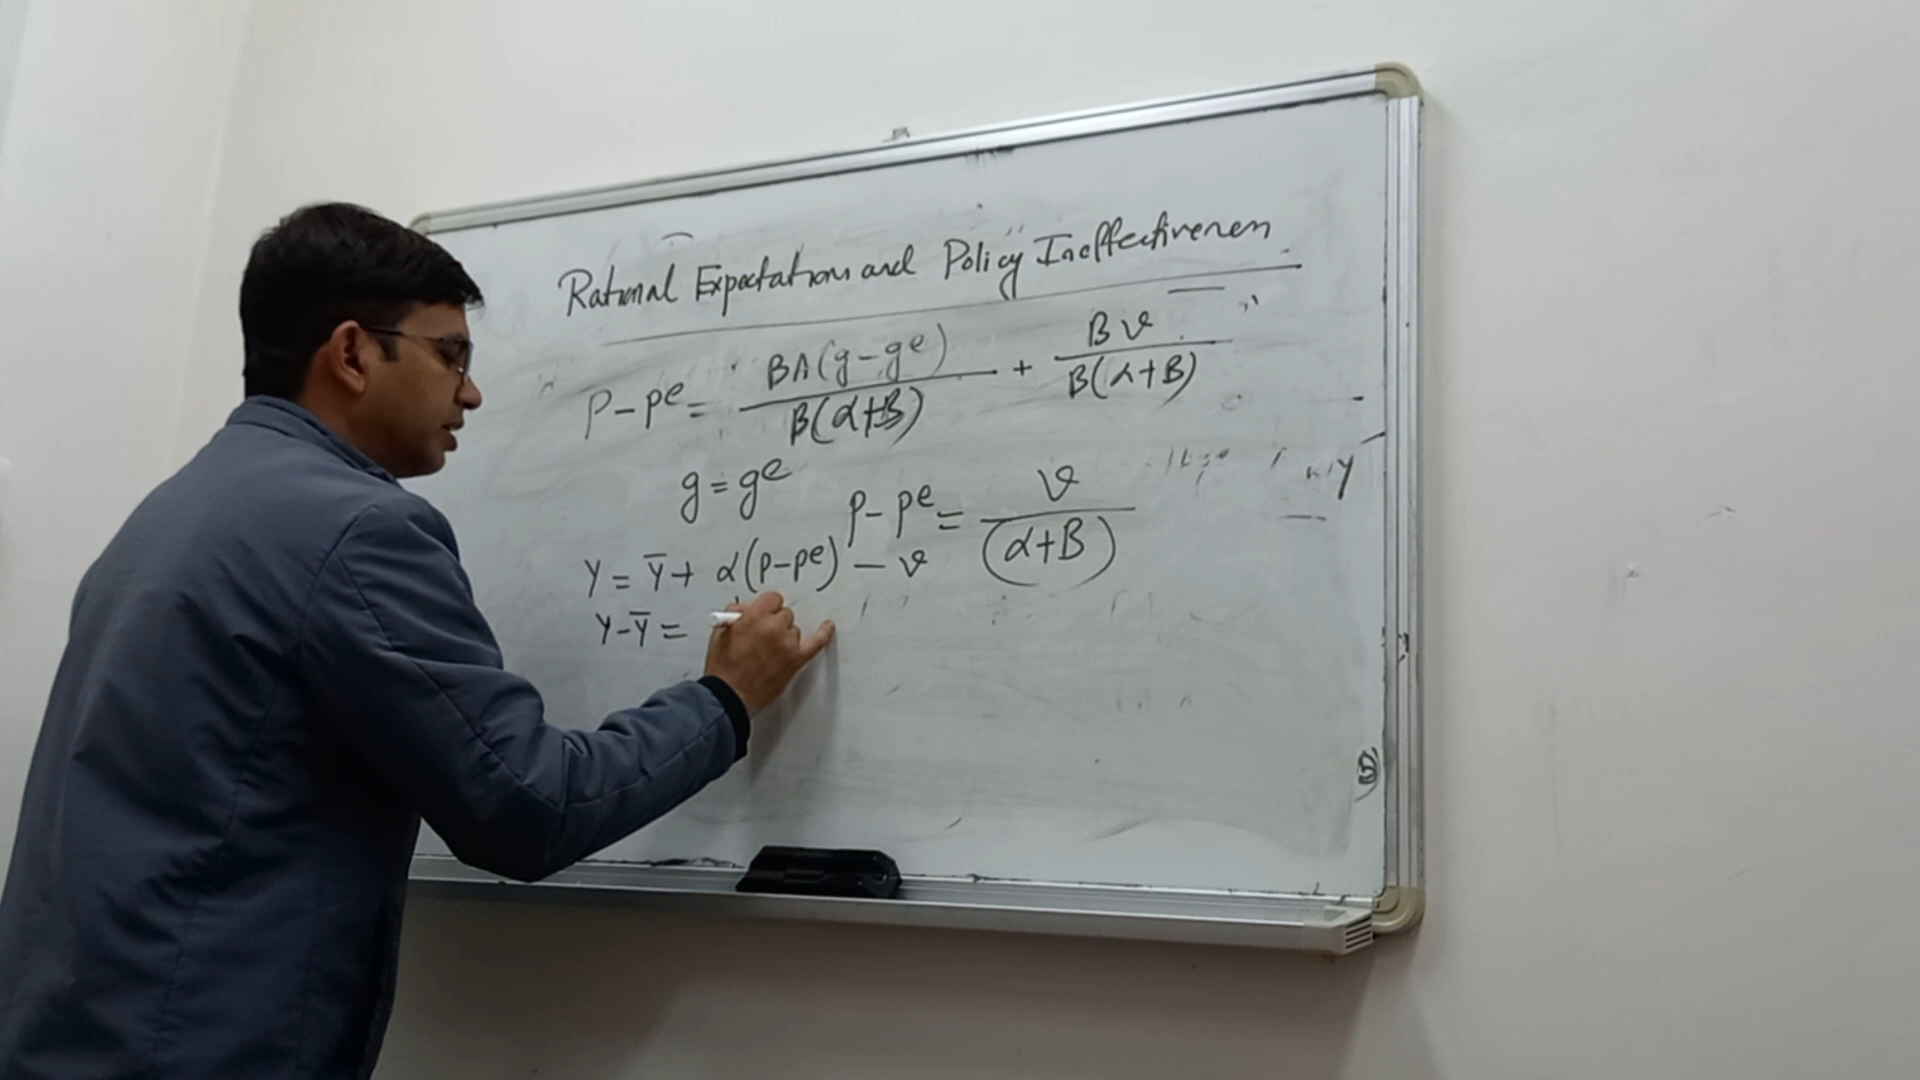 Rational Expectations and Policy Ineffectiveness
P-pe = BA(g-ge)/B(α+B) + Bv/B(α+B)
g=ge
P-pe = v/(α+B)
Y = Ȳ + α(P-pe) - v
Y-Ȳ =
y